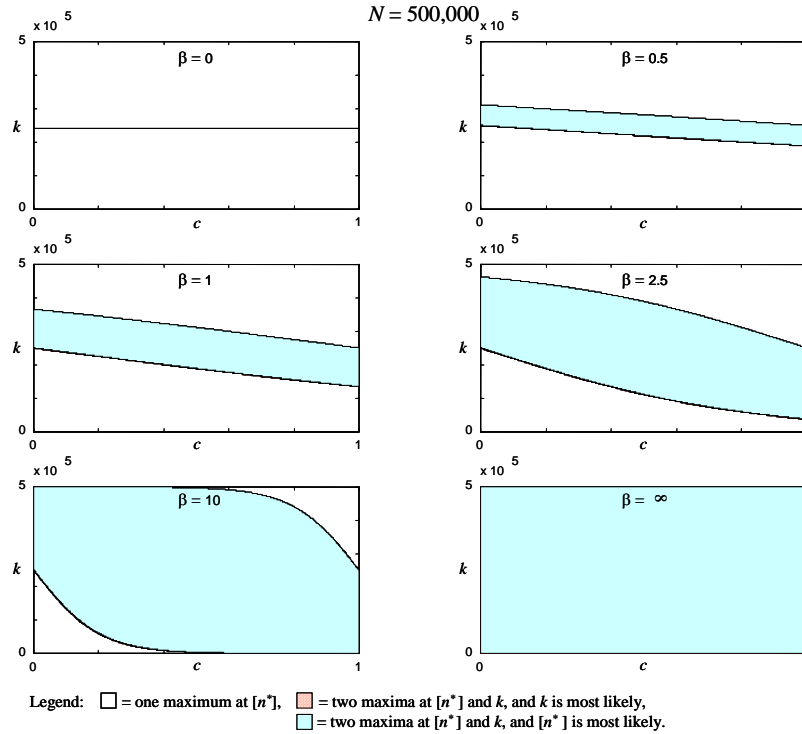 N = 500,000
x 10 5
5
β = 0
k
0
0
c
1
x 10 5
5
β = 0.5
k
0
0
c
x 10 5
5
β = 1
k
0
0
c
1
x 10 5
5
β = 2.5
k
0
0
c
x 10 5
5
β = 10
k
0
0
c
1
x 10 5
5
β = ∞
k
0
0
c
Legend: = one maximum at [n*], = two maxima at [n*] and k, and k is most likely,
= two maxima at [n*] and k, and [n*] is most likely.